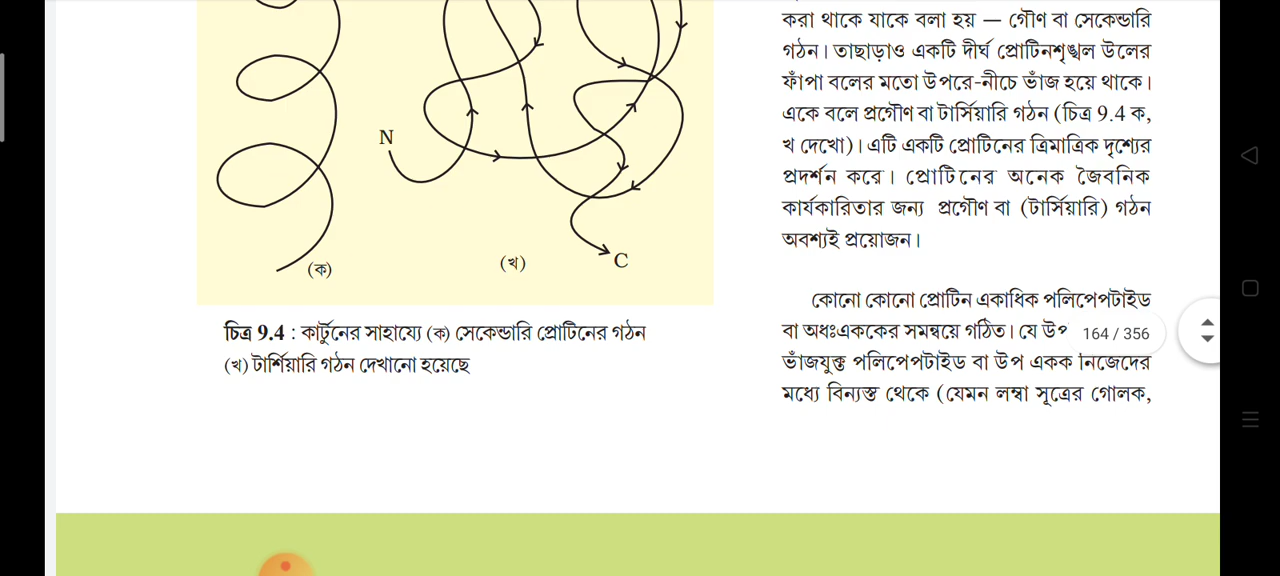 N
(ক)
(খ)
C
চিত্র 9.4 : কার্টুনের সাহায্যে (ক) সেকেন্ডারি প্রোটিনের গঠন
(খ) টার্শিয়ারি গঠন দেখানো হয়েছে
করা থাকে যাকে বলা হয় — গৌণ বা সেকেন্ডারি
গঠন। তাছাড়াও একটি দীর্ঘ প্রোটিনশৃঙ্খল উলের
ফাঁপা বলের মতো উপরে-নীচে ভাঁজ হয়ে থাকে।
একে বলে প্রগৌণ বা টার্সিয়ারি গঠন (চিত্র 9.4 ক,
খ দেখো)। এটি একটি প্রোটিনের ত্রিমাত্রিক দৃশ্যের
প্রদর্শন করে। প্রোটিনের অনেক জৈবনিক
কার্যকারিতার জন্য প্রগৌণ বা (টার্সিয়ারি) গঠন
অবশ্যই প্রয়োজন।
কোনো কোনো প্রোটিন একাধিক পলিপেপটাইড
বা অধঃএককের সমন্বয়ে গঠিত। যে
164 / 356
ভাঁজযুক্ত পলিপেপটাইড বা উপ একক নিজেদের
মধ্যে বিন্যস্ত থেকে (যেমন লম্বা সূত্রের গোলক,